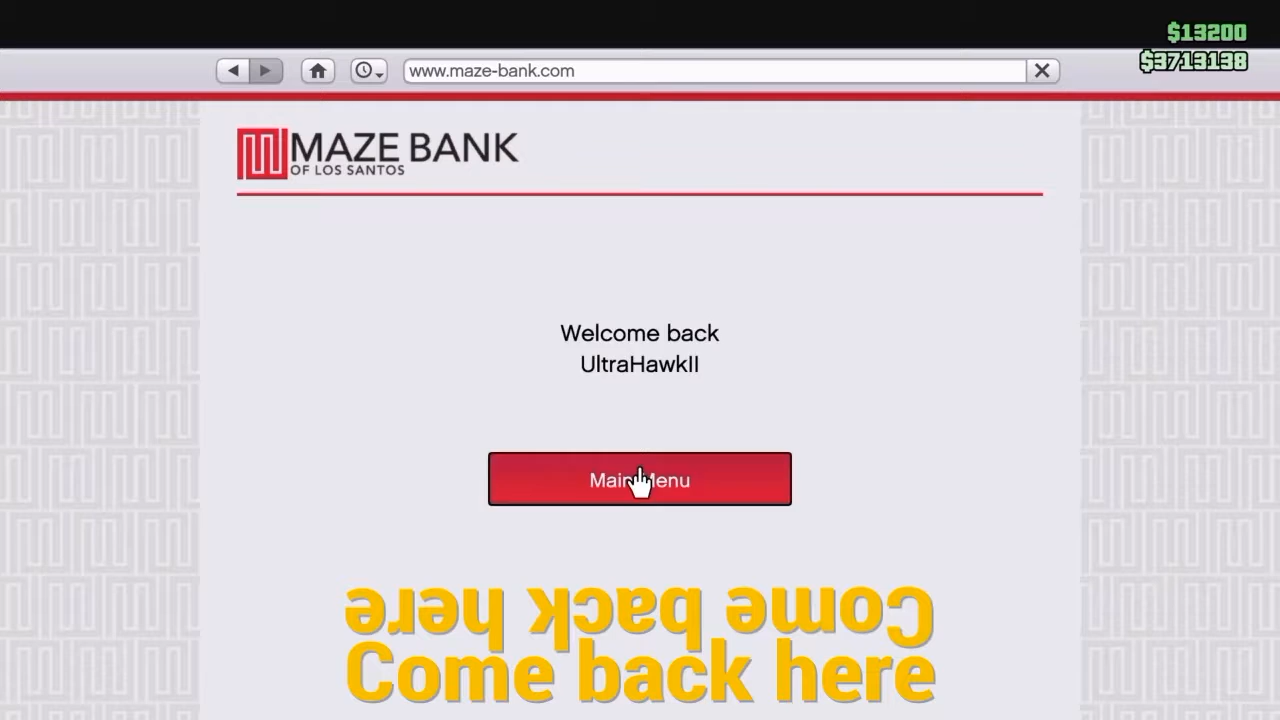 $13200
www.maze-bank.com
$3713138
MAZE BANK
OF LOS SANTOS
Welcome back
UltraHawkII
Main Menu
Come back here
Come back here